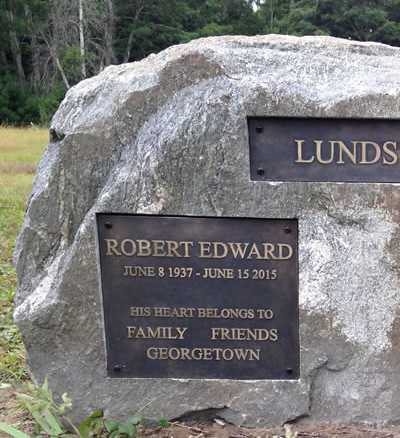 LUNDS
ROBERT EDWARD
JUNE 8 1937 - JUNE 15 2015
HIS HEART BELONGS TO
FAMILY FRIENDS
GEORGETOWN